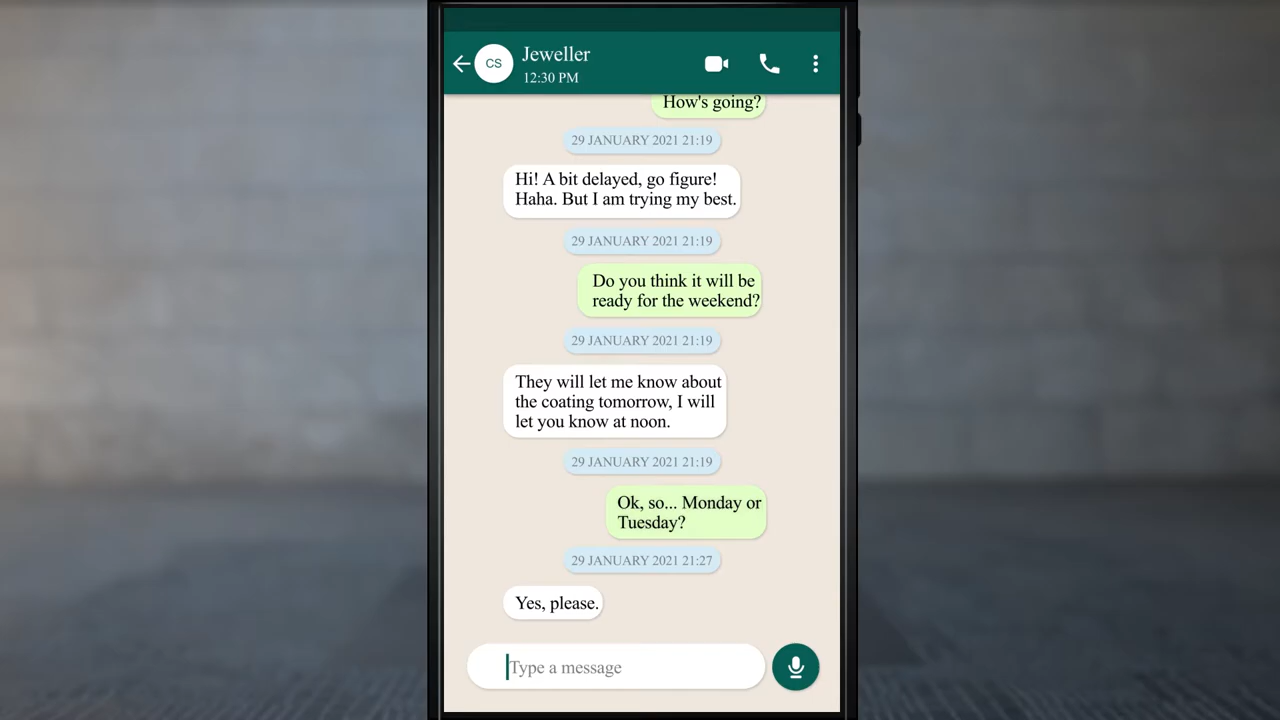 CS
Jeweller
12:30 PM
How's going?
29 JANUARY 2021 21:19
Hi! A bit delayed, go figure!
Haha. But I am trying my best.
29 JANUARY 2021 21:19
Do you think it will be
ready for the weekend?
29 JANUARY 2021 21:19
They will let me know about
the coating tomorrow, I will
let you know at noon.
29 JANUARY 2021 21:19
Ok, so... Monday or
Tuesday?
29 JANUARY 2021 21:27
Yes, please.
Type a message